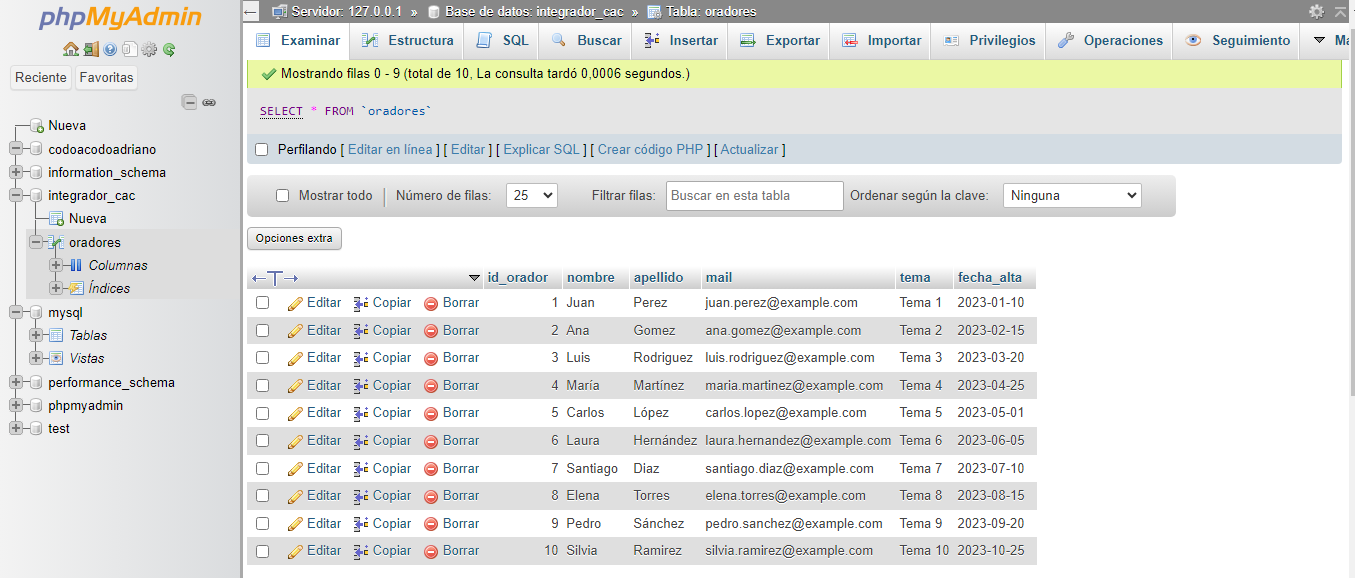 phpMyAdmin
Reciente Favoritas
Nueva
codoacodoadriano
information_schema
integrador_cac
Nueva
oradores
Columnas
Índices
mysql
Tablas
Vistas
performance_schema
phpmyadmin
test
Servidor: 127.0.0.1 » Base de datos: integrador_cac » Tabla: oradores
Examinar Estructura SQL Buscar Insertar Exportar Importar Privilegios Operaciones Seguimiento
Mostrando filas 0 - 9 (total de 10, La consulta tardó 0,0006 segundos.)
SELECT * FROM `oradores`
Perfilando [ Editar en línea ] [ Editar ] [ Explicar SQL ] [ Crear código PHP ] [ Actualizar ]
Mostrar todo | Número de filas: 25 Filtrar filas: Buscar en esta tabla Ordenar según la clave: Ninguna
Opciones extra
←T→ id_orador nombre apellido mail tema fecha_alta
Editar Copiar Borrar 1 Juan Perez juan.perez@example.com Tema 1 2023-01-10
Editar Copiar Borrar 2 Ana Gomez ana.gomez@example.com Tema 2 2023-02-15
Editar Copiar Borrar 3 Luis Rodriguez luis.rodriguez@example.com Tema 3 2023-03-20
Editar Copiar Borrar 4 María Martínez maria.martinez@example.com Tema 4 2023-04-25
Editar Copiar Borrar 5 Carlos López carlos.lopez@example.com Tema 5 2023-05-01
Editar Copiar Borrar 6 Laura Hernández laura.hernandez@example.com Tema 6 2023-06-05
Editar Copiar Borrar 7 Santiago Diaz santiago.diaz@example.com Tema 7 2023-07-10
Editar Copiar Borrar 8 Elena Torres elena.torres@example.com Tema 8 2023-08-15
Editar Copiar Borrar 9 Pedro Sánchez pedro.sanchez@example.com Tema 9 2023-09-20
Editar Copiar Borrar 10 Silvia Ramirez silvia.ramirez@example.com Tema 10 2023-10-25